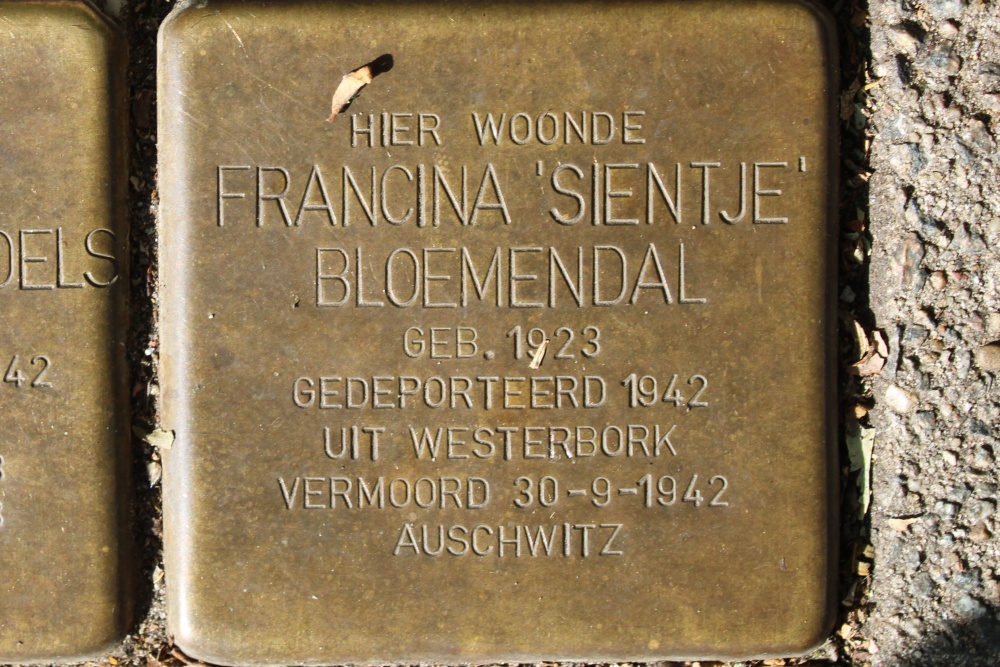 HIER WOONDE
FRANCINA 'SIENTJE'
BLOEMENDAL
GEB. 1923
GEDEPORTEERD 1942
UIT WESTERBORK
VERMOORD 30-9-1942
AUSCHWITZ